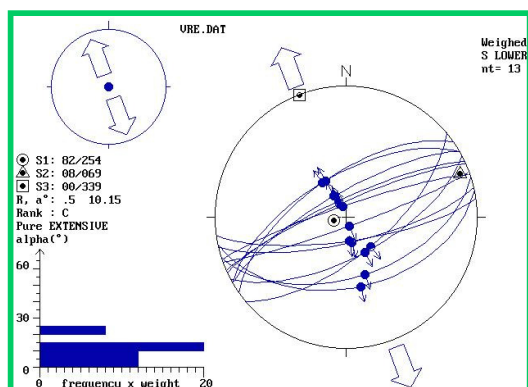 VRE.DAT
Weighed
S LOWER
nt= 13
N
S1: 82/254
S2: 08/069
S3: 00/339
R, a°: .5 10.15
Rank : C
Pure EXTENSIVE
alpha(°)
60
30
0
0 frequency x weight 20